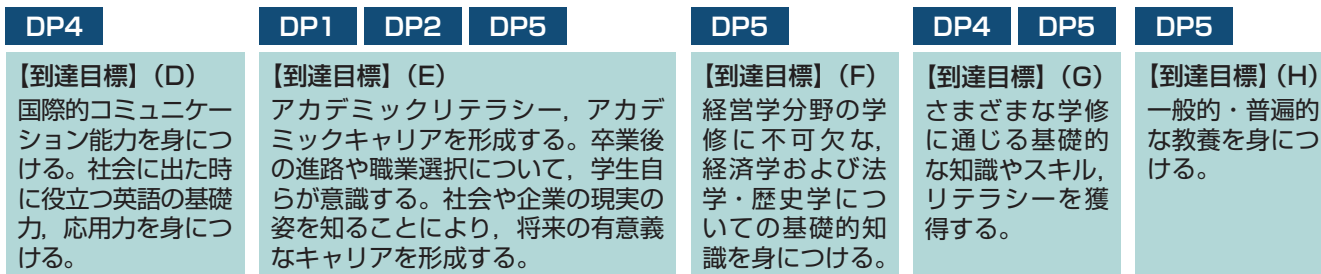 DP4
【到達目標】(D)
国際的コミュニケー
ション能力を身につ
ける。社会に出た時
に役立つ英語の基礎
力，応用力を身につ
ける。
DP1 DP2 DP5
【到達目標】(E)
アカデミックリテラシー，アカデ
ミックキャリアを形成する。卒業後
の進路や職業選択について，学生自
らが意識する。社会や企業の現実の
姿を知ることにより，将来の有意義
なキャリアを形成する。
DP5
【到達目標】(F)
経営学分野の学
修に不可欠な，
経済学および法
学・歴史学につ
いての基礎的知
識を身につける。
DP4 DP5
【到達目標】(G)
さまざまな学修
に通じる基礎的
な知識やスキル，
リテラシーを獲
得する。
DP5
【到達目標】(H)
一般的・普遍的
な教養を身につ
ける。